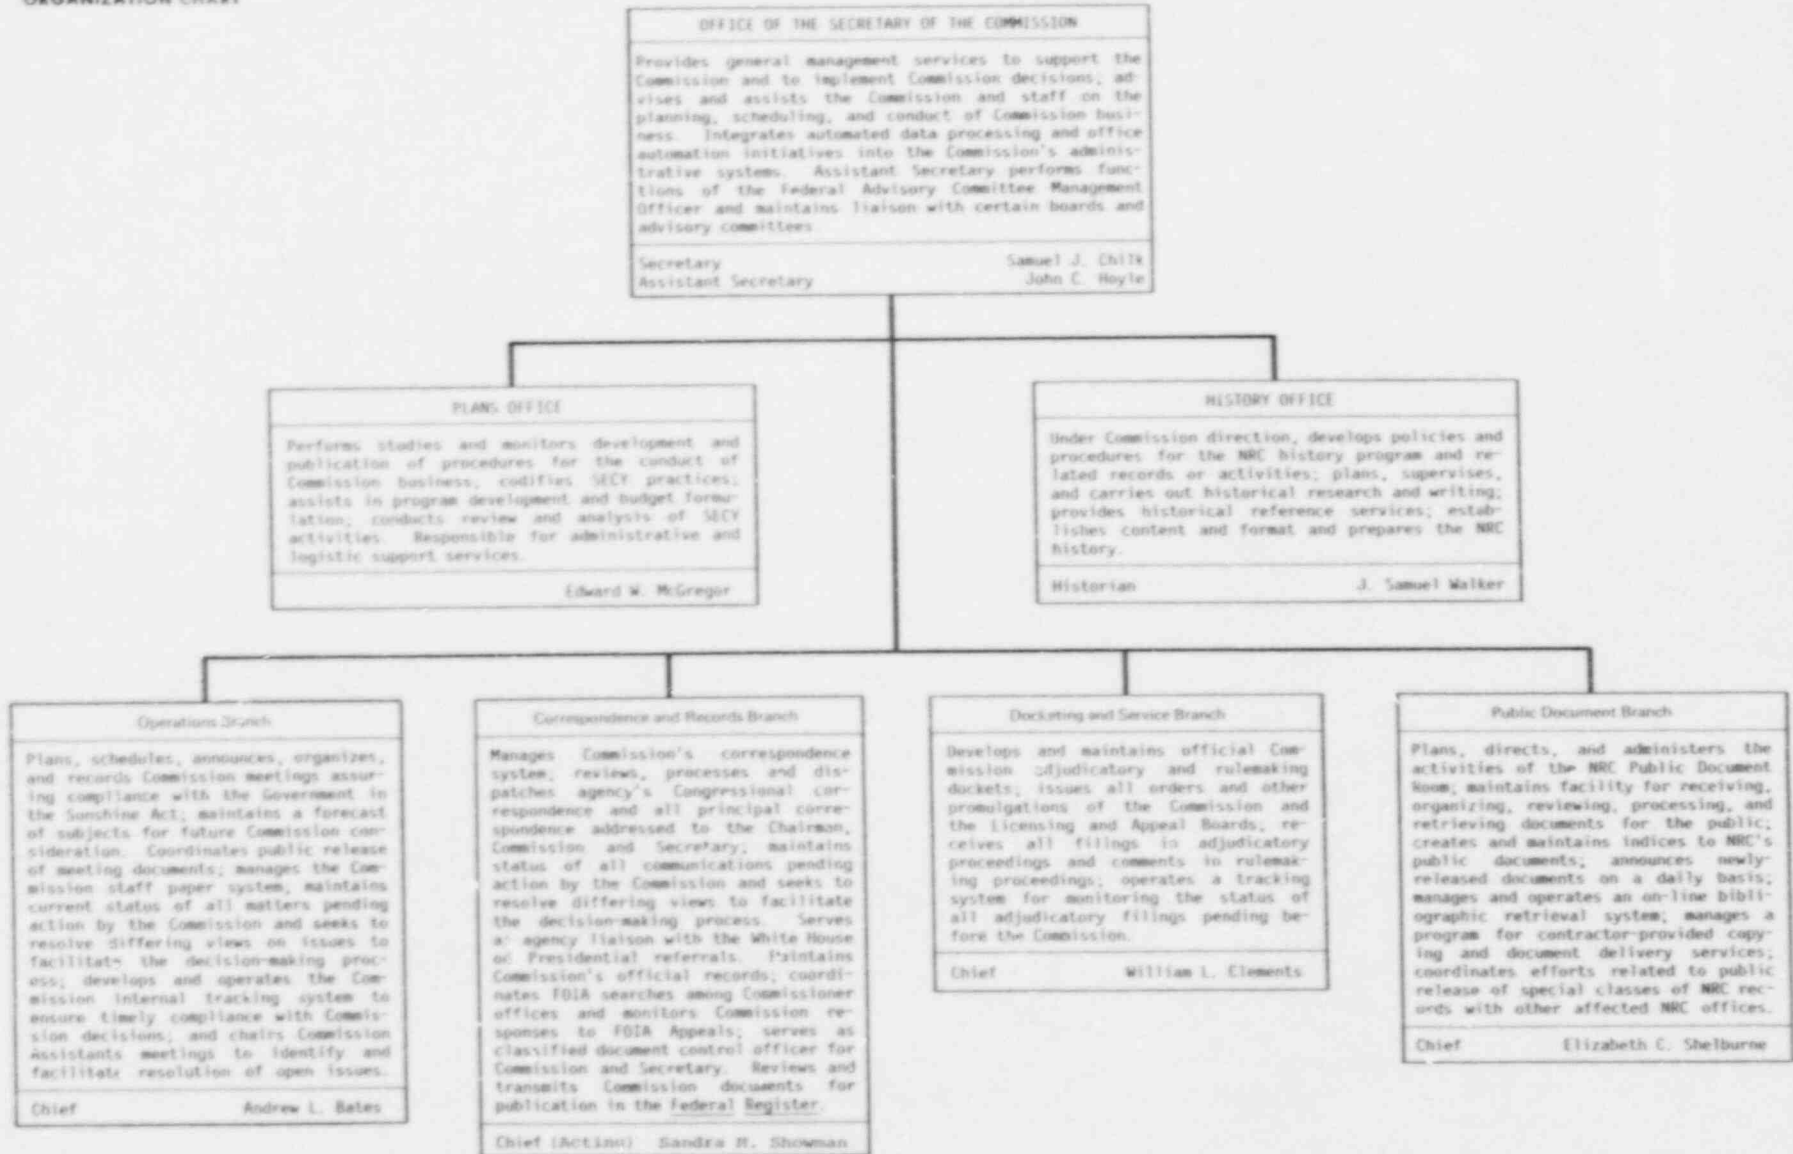 ORGANIZATION CHART
OFFICE OF THE SECRETARY OF THE COMMISSION
Provides general management services to support the
Commission and to implement Commission decisions; ad-
vises and assists the Commission and staff on the
planning, scheduling, and conduct of Commission busi-
ness. Integrates automated data processing and office
automation initiatives into the Commission's adminis-
trative systems. Assistant Secretary performs func-
tions of the Federal Advisory Committee Management
Officer and maintains liaison with certain boards and
advisory committees
Secretary Samuel J. Chilk
Assistant Secretary John C. Hoyle
PLANS OFFICE
Performs studies and monitors development and
publication of procedures for the conduct of
Commission business; codifies SECY practices;
assists in program development and budget formu-
lation; conducts review and analysis of SECY
activities. Responsible for administrative and
logistic support services.
Edward W. McGregor
HISTORY OFFICE
Under Commission direction, develops policies and
procedures for the NRC history program and re-
lated records or activities; plans, supervises,
and carries out historical research and writing;
provides historical reference services; estab-
lishes content and format and prepares the NRC
history.
Historian J. Samuel Walker
Operations Branch
Plans, schedules, announces, organizes,
and records Commission meetings assur-
ing compliance with the Government in
the Sunshine Act; maintains a forecast
of subjects for future Commission con-
sideration. Coordinates public release
of meeting documents; manages the Com-
mission staff paper system; maintains
current status of all matters pending
action by the Commission and seeks to
resolve differing views on issues to
facilitate the decision-making proc-
ess; develops and operates the Com-
mission internal tracking system to
ensure timely compliance with Commis-
sion decisions; and chairs Commission
Assistants meetings to identify and
facilitate resolution of open issues.
Chief Andrew L. Bates
Correspondence and Records Branch
Manages Commission's correspondence
system; reviews, processes and dis-
patches agency's Congressional cor-
respondence and all principal corre-
spondence addressed to the Chairman,
Commission and Secretary; maintains
status of all communications pending
action by the Commission and seeks to
resolve differing views to facilitate
the decision-making process. Serves
as agency liaison with the White House
on Presidential referrals. Maintains
Commission's official records; coordi-
nates FOIA searches among Commissioner
offices and monitors Commission re-
sponses to FOIA Appeals; serves as
classified document control officer for
Commission and Secretary. Reviews and
transmits Commission documents for
publication in the Federal Register.
Chief (Acting) Sandra M. Showman
Docketing and Service Branch
Develops and maintains official Com-
mission adjudicatory and rulemaking
dockets; issues all orders and other
promulgations of the Commission and
the Licensing and Appeal Boards; re-
ceives all filings in adjudicatory
proceedings and comments in rulemak-
ing proceedings; operates a tracking
system for monitoring the status of
all adjudicatory filings pending be-
fore the Commission.
Chief William L. Clements
Public Document Branch
Plans, directs, and administers the
activities of the NRC Public Document
Room; maintains facility for receiving,
organizing, reviewing, processing, and
retrieving documents for the public;
creates and maintains indices to NRC's
public documents; announces newly-
released documents on a daily basis;
manages and operates an on-line bibli-
ographic retrieval system; manages a
program for contractor-provided copy-
ing and document delivery services;
coordinates efforts related to public
release of special classes of NRC rec-
ords with other affected NRC offices.
Chief Elizabeth C. Shelburne